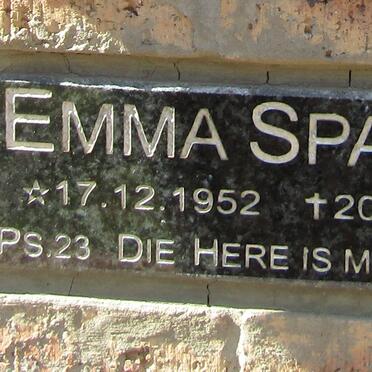 EMMA SPA
☆17.12.1952 †20
PS.23 DIE HERE IS M